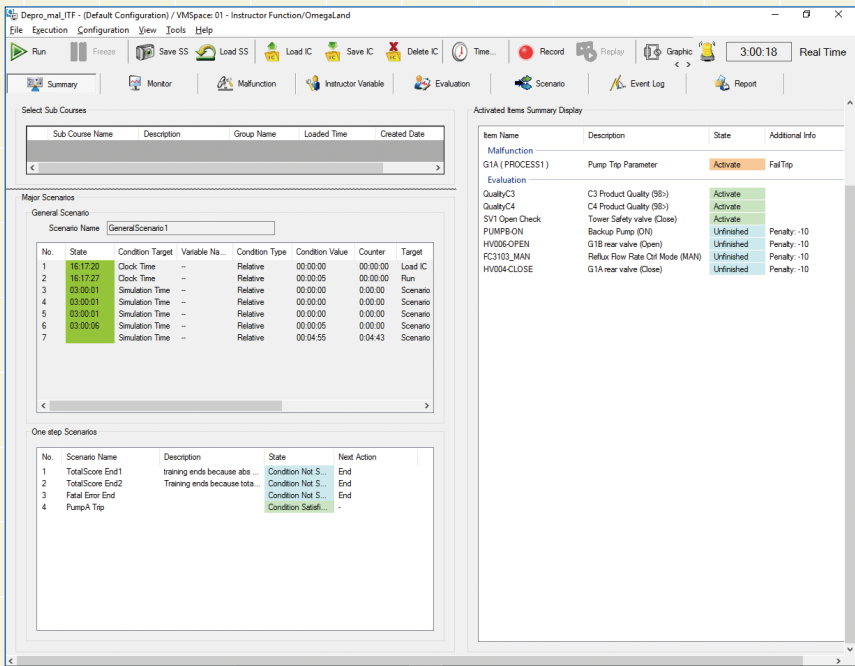 Depro_mal_ITF - (Default Configuration) / VMSpace: 01 - Instructor Function/OmegaLand
File Execution Configuration View Tools Help
Run Freeze Save SS Load SS Load IC Save IC Delete IC Time... Record Replay Graphic 3:00:18 Real Time
Summary Monitor Malfunction Instructor Variable Evaluation Scenario Event Log Report
Select Sub Courses
Sub Course Name Description Group Name Loaded Time Created Date
Major Scenarios
General Scenario
Scenario Name GeneralScenario1
No. State Condition Target Variable Na... Condition Type Condition Value Counter Target
1 16:17:20 Clock Time -- Relative 00:00:00 00:00:00 Load IC
2 16:17:27 Clock Time -- Relative 00:00:05 00:00:00 Run
3 03:00:01 Simulation Time -- Relative 00:00:00 0:00:00 Scenario
4 03:00:01 Simulation Time -- Relative 00:00:00 0:00:00 Scenario
5 03:00:01 Simulation Time -- Relative 00:00:00 0:00:00 Scenario
6 03:00:06 Simulation Time -- Relative 00:00:05 0:00:00 Scenario
7 Simulation Time -- Relative 00:04:55 0:04:43 Scenario
One step Scenarios
No. Scenario Name Description State Next Action
1 TotalScore End1 training ends because abs ... Condition Not S... End
2 TotalScore End2 Training ends because tota... Condition Not S... End
3 Fatal Error End Condition Not S... End
4 PumpA Trip Condition Satisfi... -
Activated Items Summary Display
Item Name Description State Additional Info
Malfunction
G1A ( PROCESS1 ) Pump Trip Parameter Activate FailTrip
Evaluation
QualityC3 C3 Product Quality (98>) Activate
QualityC4 C4 Product Quality (98>) Activate
SV1 Open Check Tower Safety valve (Close) Activate
PUMPB-ON Backup Pump (ON) Unfinished Penalty: -10
HV006-OPEN G1B rear valve (Open) Unfinished Penalty: -10
FC3103_MAN Reflux Flow Rate Ctrl Mode (MAN) Unfinished Penalty: -10
HV004-CLOSE G1A rear valve (Close) Unfinished Penalty: -10